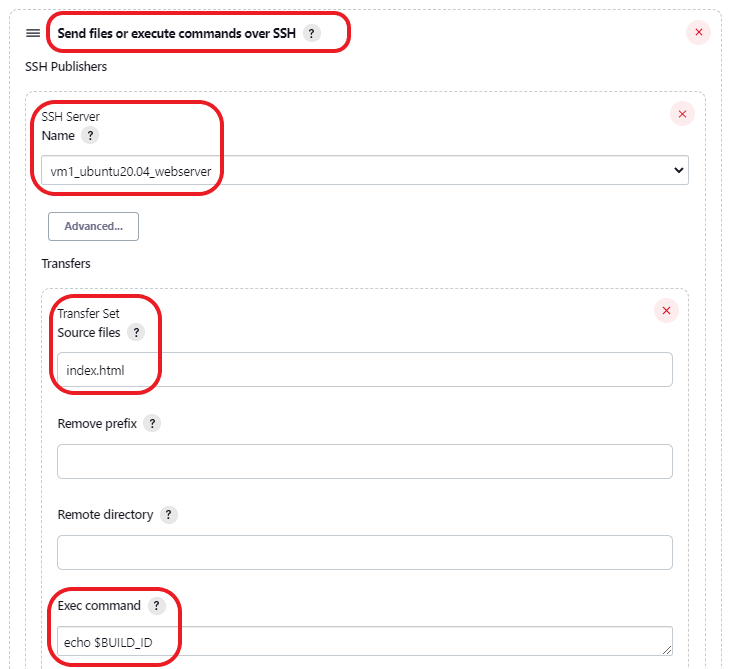 Send files or execute commands over SSH ?
SSH Publishers
SSH Server
Name ?
vm1_ubuntu20.04_webserver
Advanced...
Transfers
Transfer Set
Source files ?
index.html
Remove prefix ?
Remote directory ?
Exec command ?
echo $BUILD_ID